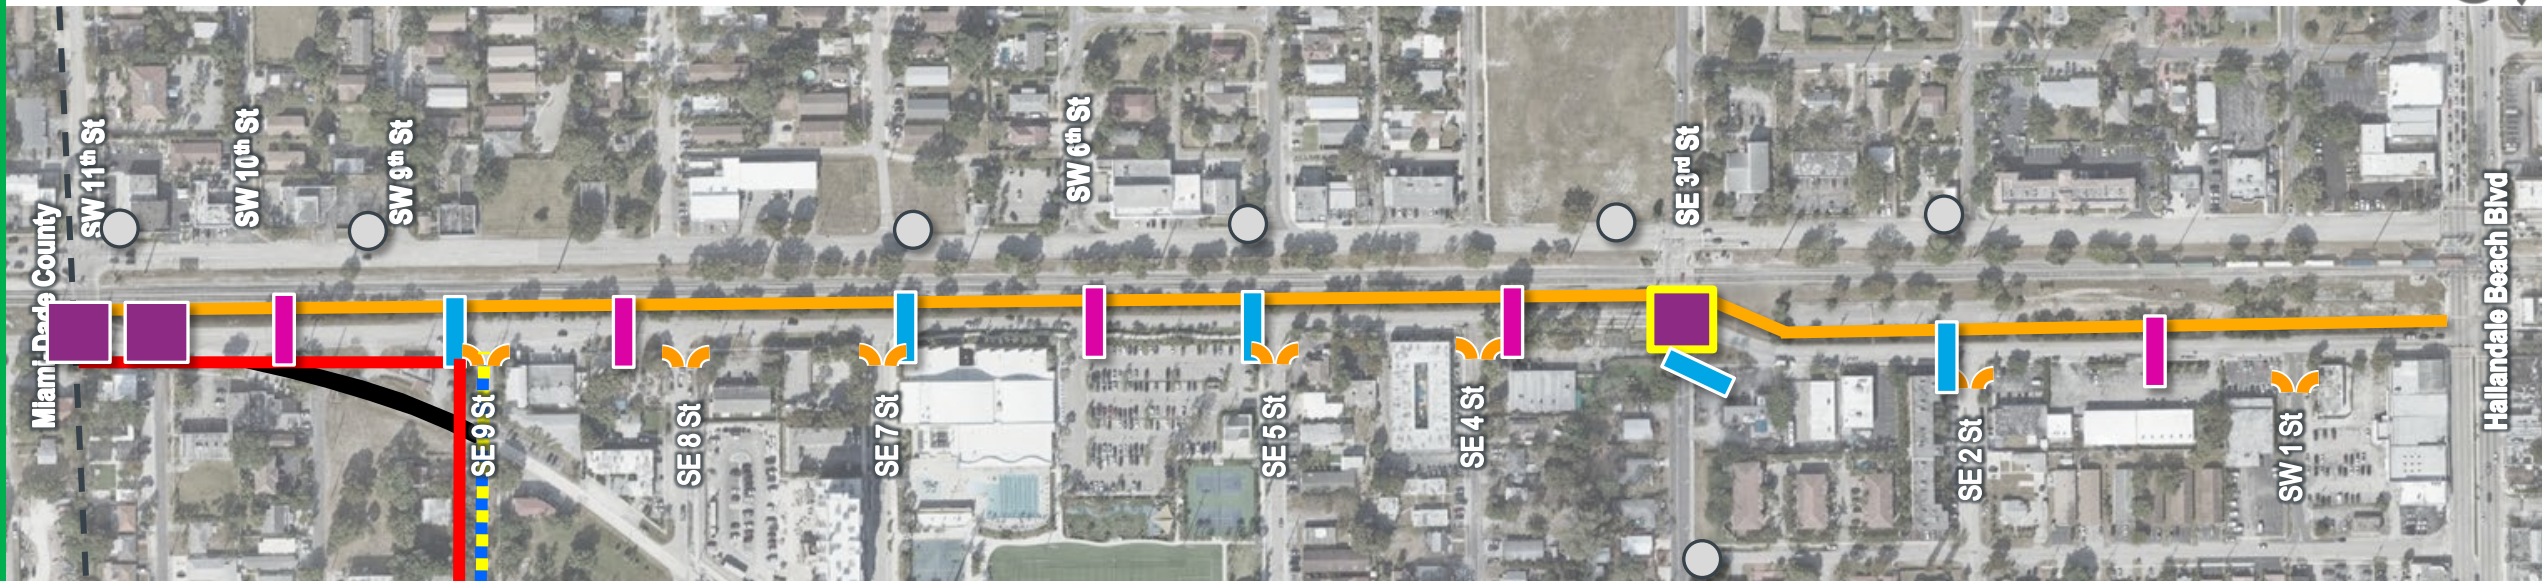 Miami-Dade County
SW 11th St
SW 10th St
SW 9th St
SW 6th St
SE 3rd St
Hallandale Beach Blvd
SE 9 St
SE 8 St
SE 7 St
SE 5 St
SE 4 St
SE 2 St
SW 1 St